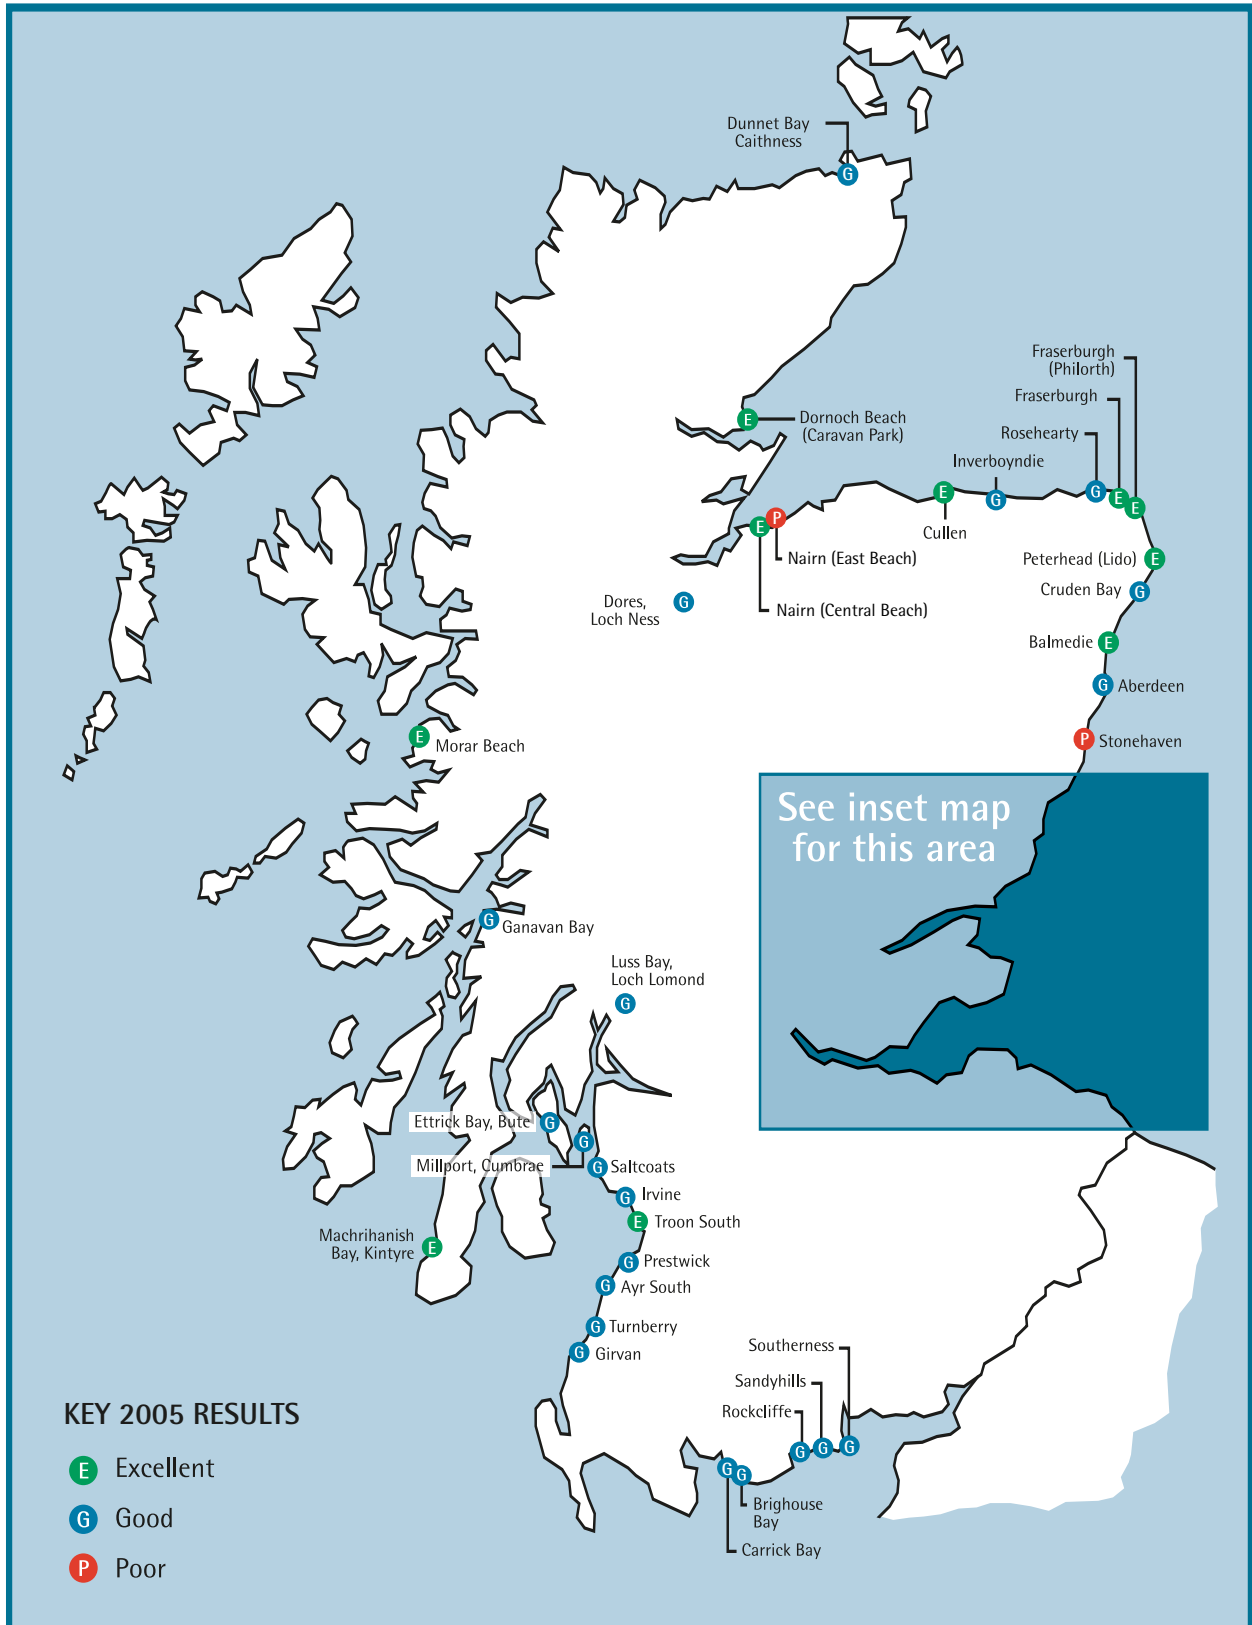 Dunnet Bay
Caithness
G
Fraserburgh
(Philorth)
Fraserburgh
E
Dornoch Beach
(Caravan Park)
Rosehearty
Inverboyndie
E
G
G
E
E
P
E
Cullen
Nairn (East Beach)
Peterhead (Lido)
E
Cruden Bay
G
Dores,
Loch Ness
G
Nairn (Central Beach)
Balmedie
E
G
Aberdeen
E
Morar Beach
P
Stonehaven
See inset map
for this area
G
Ganavan Bay
Luss Bay,
Loch Lomond
G
Ettrick Bay, Bute
G
G
Millport, Cumbrae
G
Saltcoats
G
Irvine
E
Troon South
Machrihanish
Bay, Kintyre
E
G
Prestwick
G
Ayr South
G
Turnberry
G
Girvan
Southerness
Sandyhills
Rockcliffe
G
G
G
G
G
Brighouse
Bay
Carrick Bay
KEY 2005 RESULTS
E Excellent
G Good
P Poor